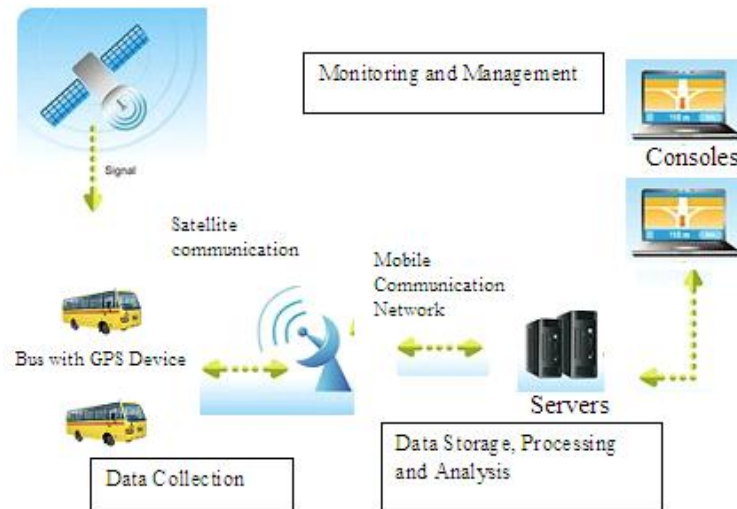 Monitoring and Management
Consoles
Signal
Satellite
communication
Mobile
Communication
Network
Bus with GPS Device
Servers
Data Storage, Processing
and Analysis
Data Collection